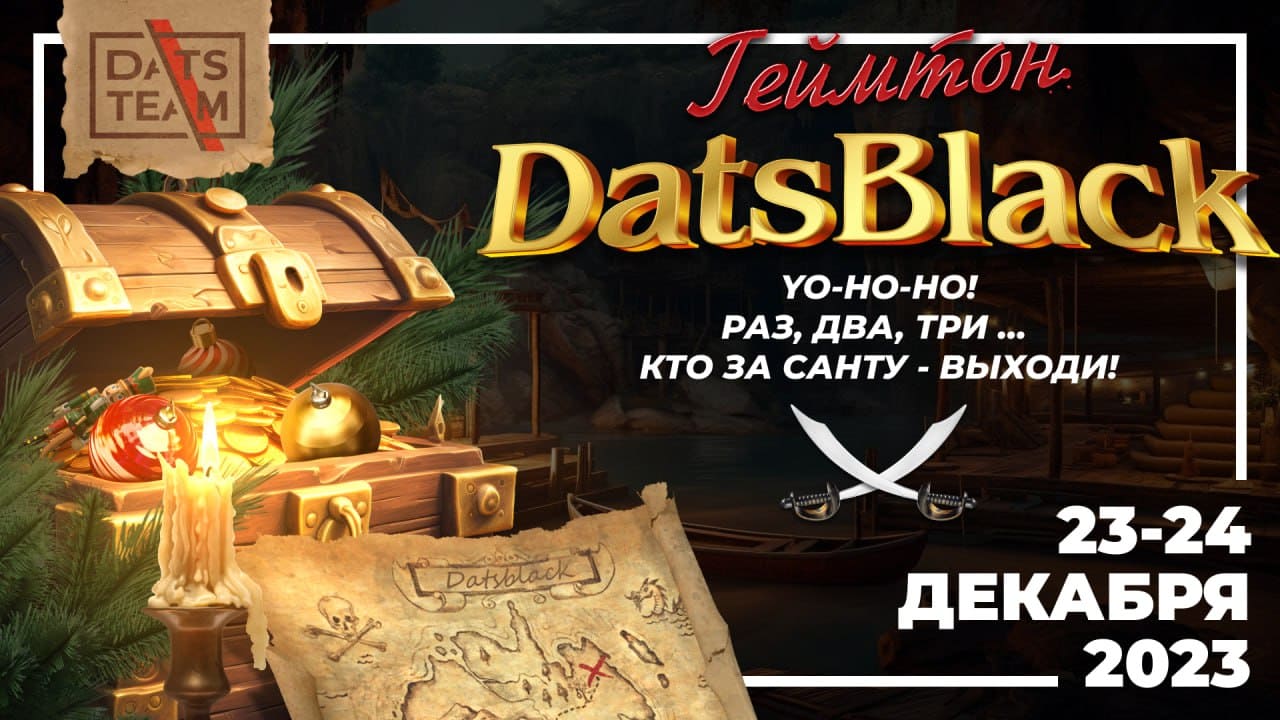 DATS
TEAM
Геймтон
DatsBlack
YO-HO-HO!
РАЗ, ДВА, ТРИ ...
КТО ЗА САНТУ - ВЫХОДИ!
23-24
ДЕКАБРЯ
2023
Datsblack